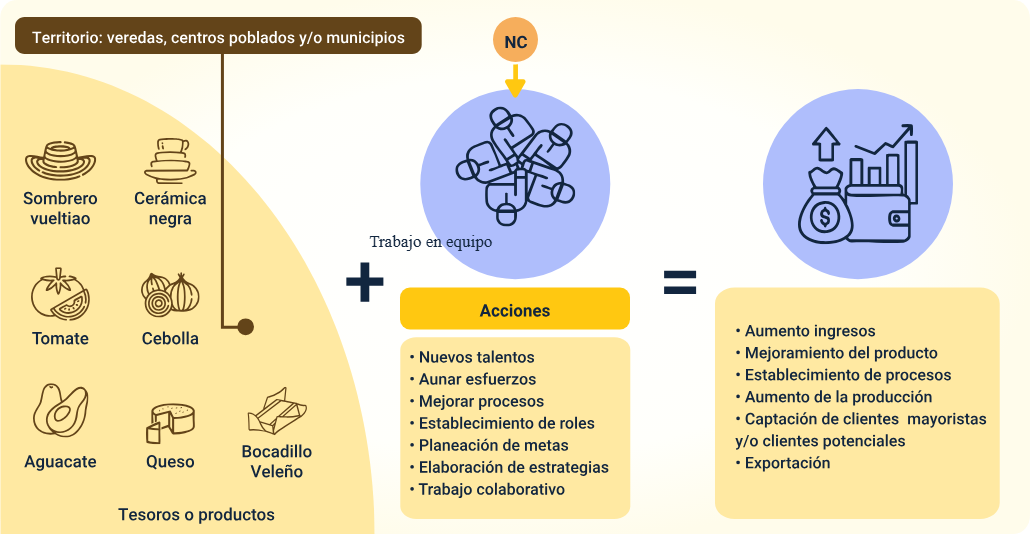 Territorio: veredas, centros poblados y/o municipios
NC
Sombrero
vueltiao
Cerámica
negra
Tomate
Cebolla
Aguacate
Queso
Bocadillo
Veleño
Tesoros o productos
+
Trabajo en equipo
Acciones
• Nuevos talentos
• Aunar esfuerzos
• Mejorar procesos
• Establecimiento de roles
• Planeación de metas
• Elaboración de estrategias
• Trabajo colaborativo
=
$
• Aumento ingresos
• Mejoramiento del producto
• Establecimiento de procesos
• Aumento de la producción
• Captación de clientes mayoristas
y/o clientes potenciales
• Exportación